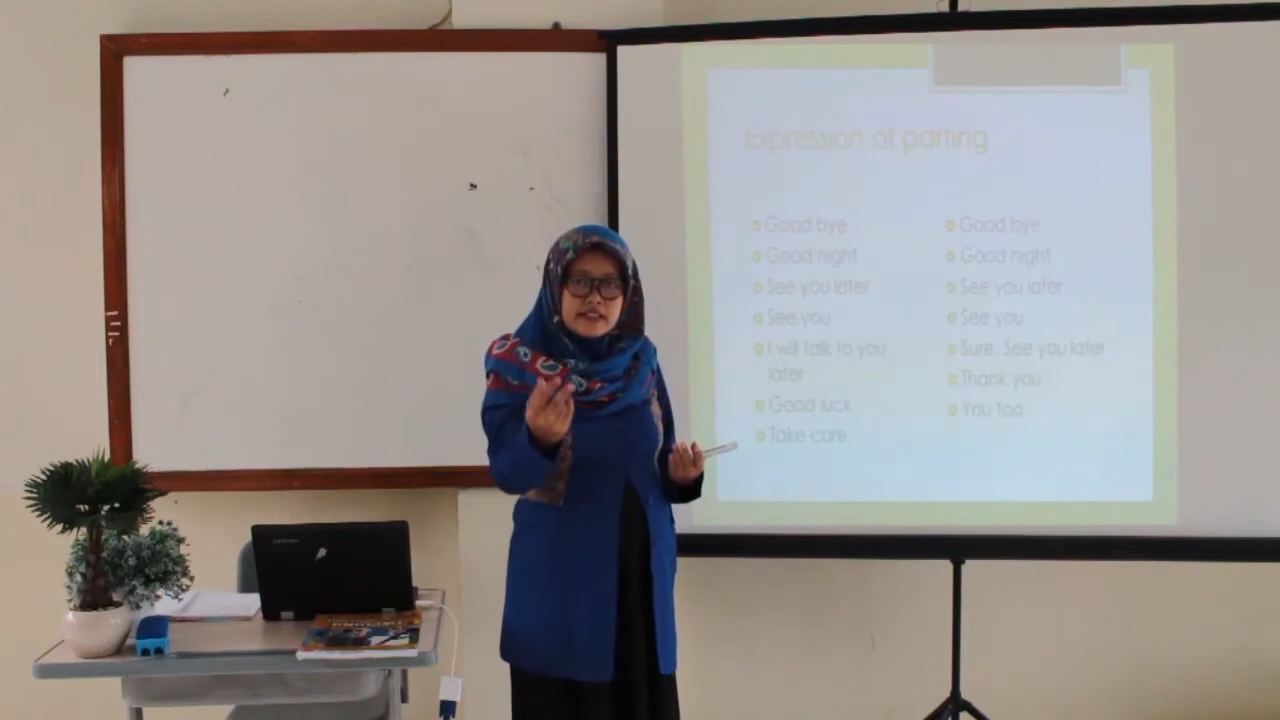 Expression of parting
Good bye
Good night
See you later
See you
I will talk to you
later
Good luck
Take care
Good bye
Good night
See you later
See you
Sure. See you later
Thank you
You too